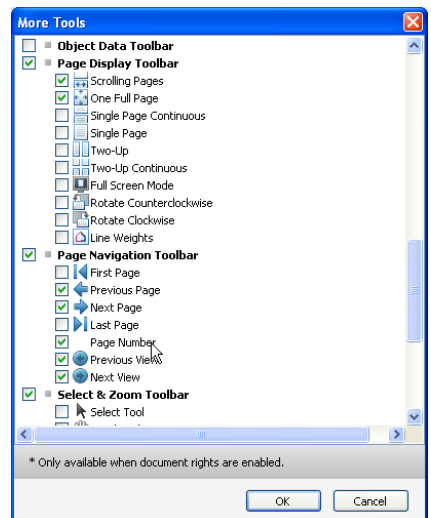 More Tools
Object Data Toolbar
Page Display Toolbar
Scrolling Pages
One Full Page
Single Page Continuous
Single Page
Two-Up
Two-Up Continuous
Full Screen Mode
Rotate Counterclockwise
Rotate Clockwise
Line Weights
Page Navigation Toolbar
First Page
Previous Page
Next Page
Last Page
Page Number
Previous View
Next View
Select & Zoom Toolbar
Select Tool
* Only available when document rights are enabled.
OK Cancel